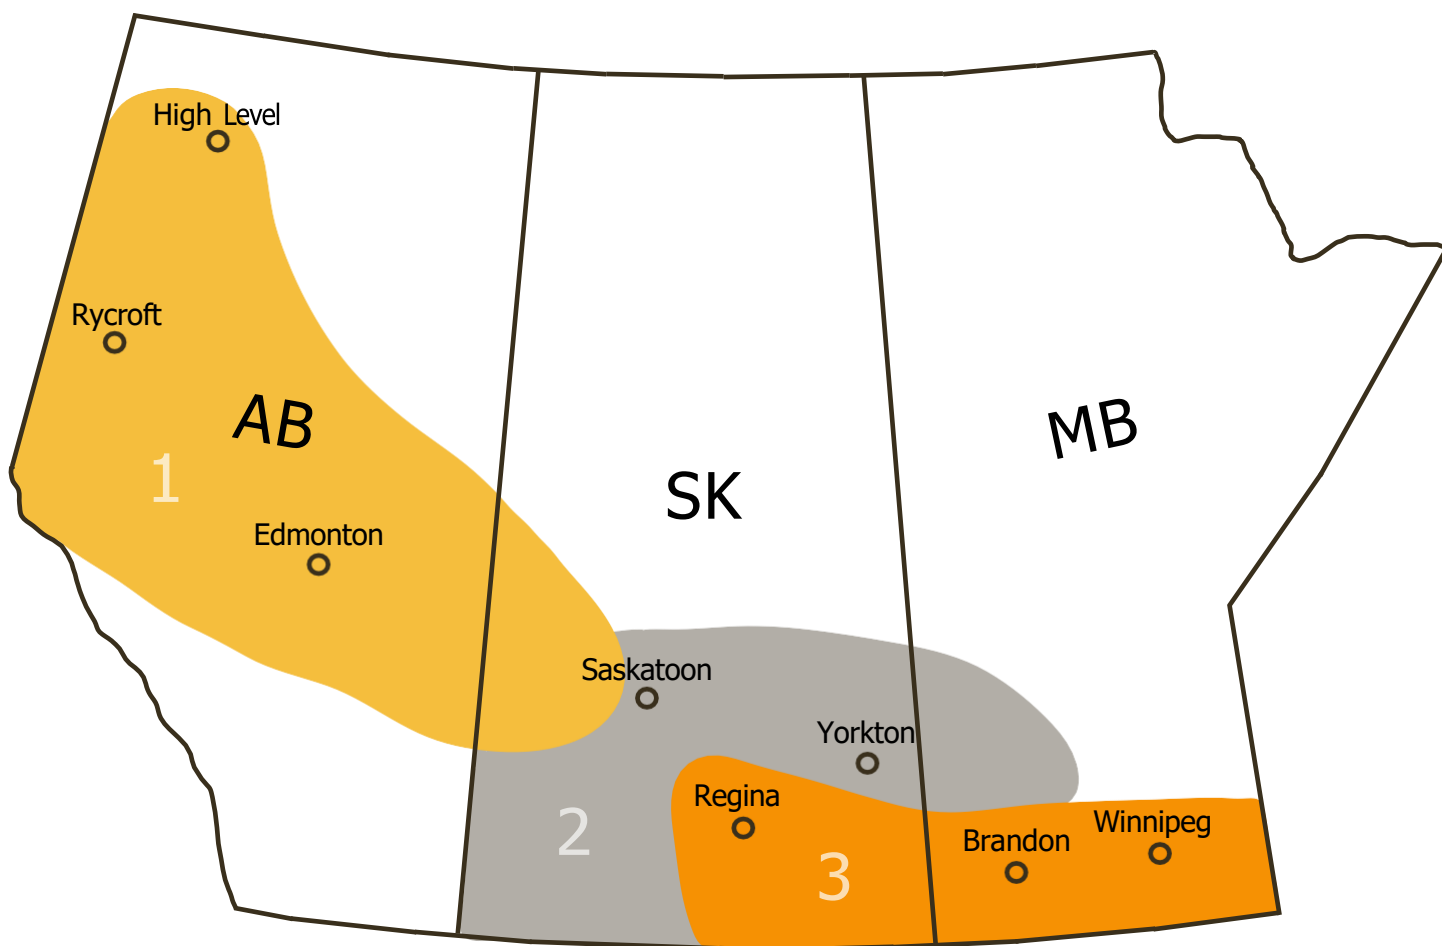 High Level
Rycroft
AB
MB
1
SK
Edmonton
Saskatoon
Yorkton
Regina
2
3
Brandon
Winnipeg